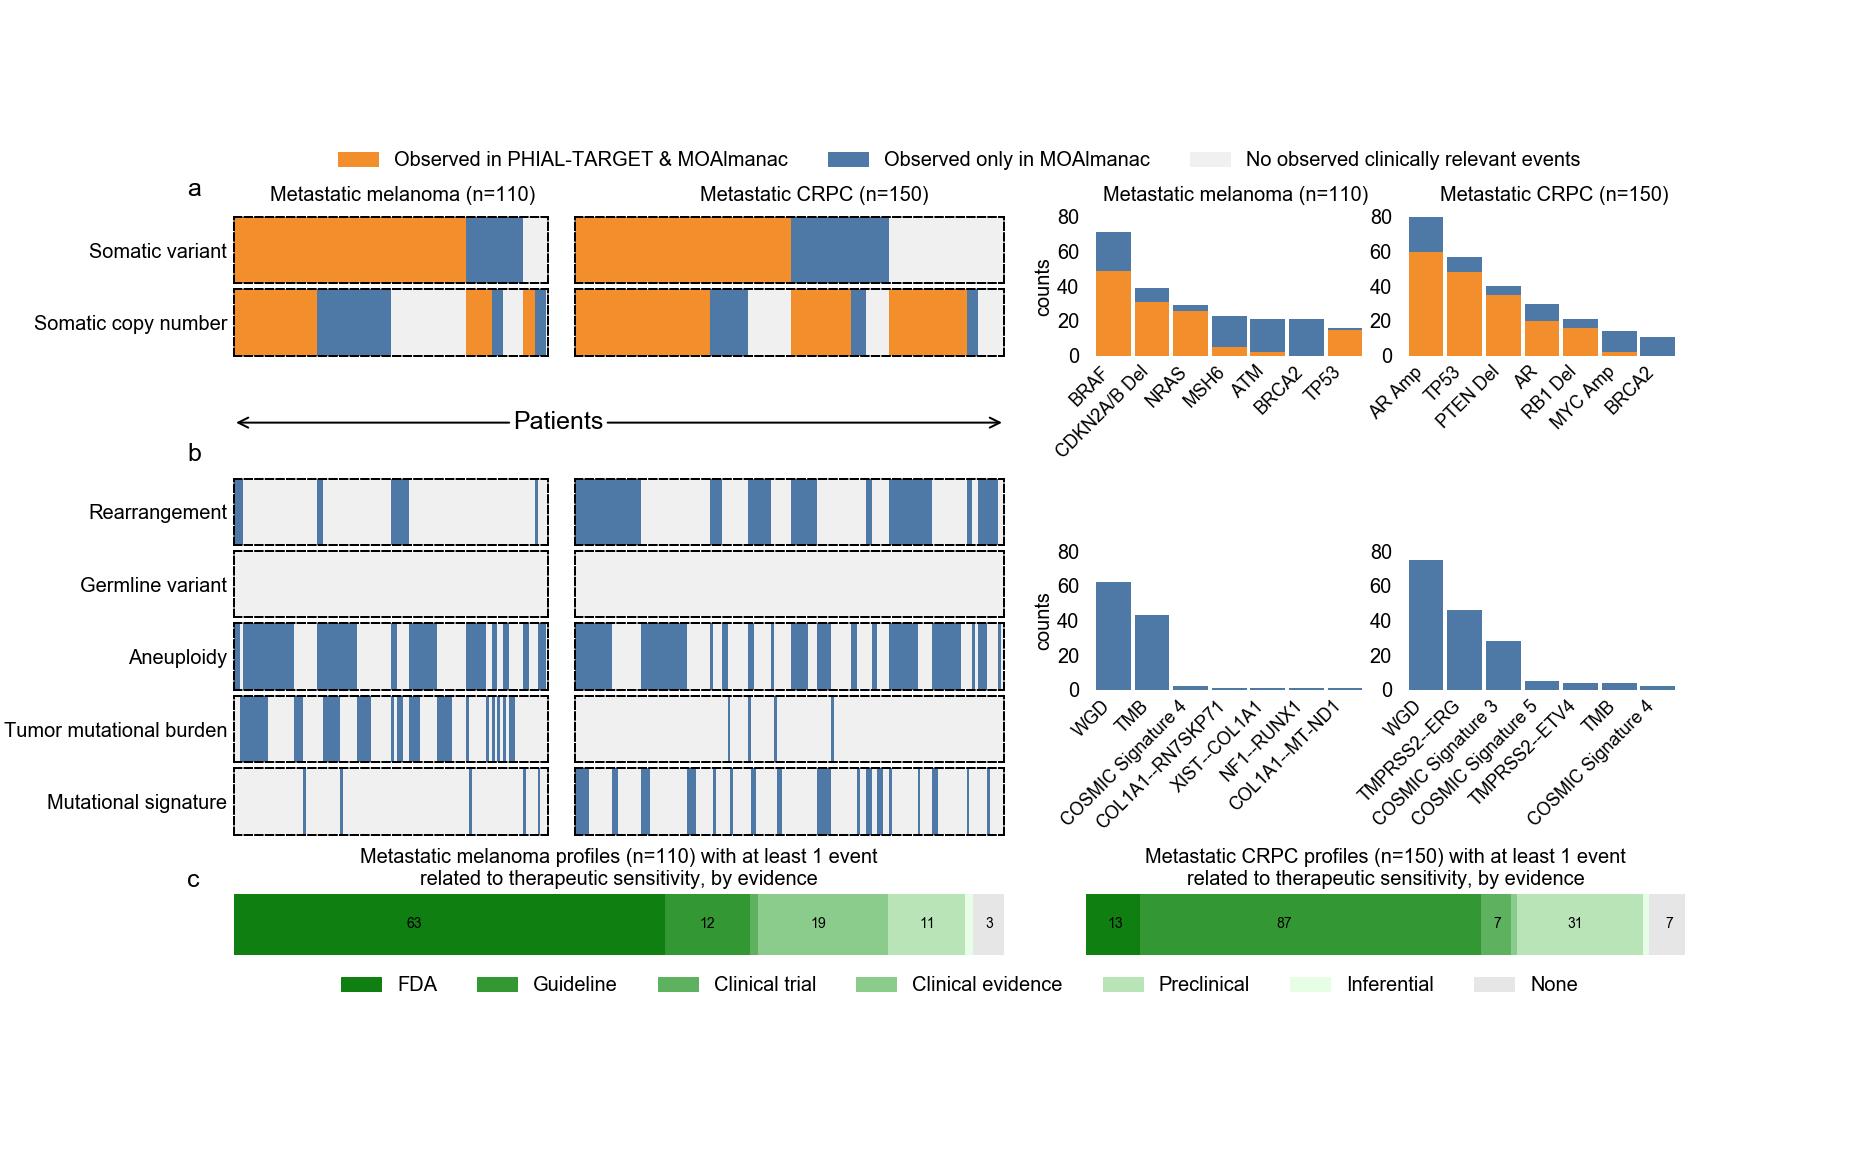 Observed in PHIAL-TARGET & MOAlmanac
Observed only in MOAlmanac
No observed clinically relevant events
a
Metastatic melanoma (n=110)
Metastatic CRPC (n=150)
Metastatic melanoma (n=110)
Metastatic CRPC (n=150)
Somatic variant
Somatic copy number
80
60
40
20
0
counts
BRAF
CDKN2A/B Del
NRAS
MSH6
ATM
BRCA2
TP53
80
60
40
20
0
AR Amp
TP53
PTEN Del
AR
RB1 Del
MYC Amp
BRCA2
Patients
b
Rearrangement
Germline variant
Aneuploidy
Tumor mutational burden
Mutational signature
80
60
40
20
0
counts
WGD
TMB
COSMIC Signature 4
COL1A1--RN7SKP71
XIST--COL1A1
NF1--RUNX1
COL1A1--MT-ND1
80
60
40
20
0
WGD
TMPRSS2--ERG
COSMIC Signature 3
COSMIC Signature 5
TMPRSS2--ETV4
TMB
COSMIC Signature 4
c
Metastatic melanoma profiles (n=110) with at least 1 event
related to therapeutic sensitivity, by evidence
63
12
19
11
3
Metastatic CRPC profiles (n=150) with at least 1 event
related to therapeutic sensitivity, by evidence
13
87
7
31
7
FDA
Guideline
Clinical trial
Clinical evidence
Preclinical
Inferential
None